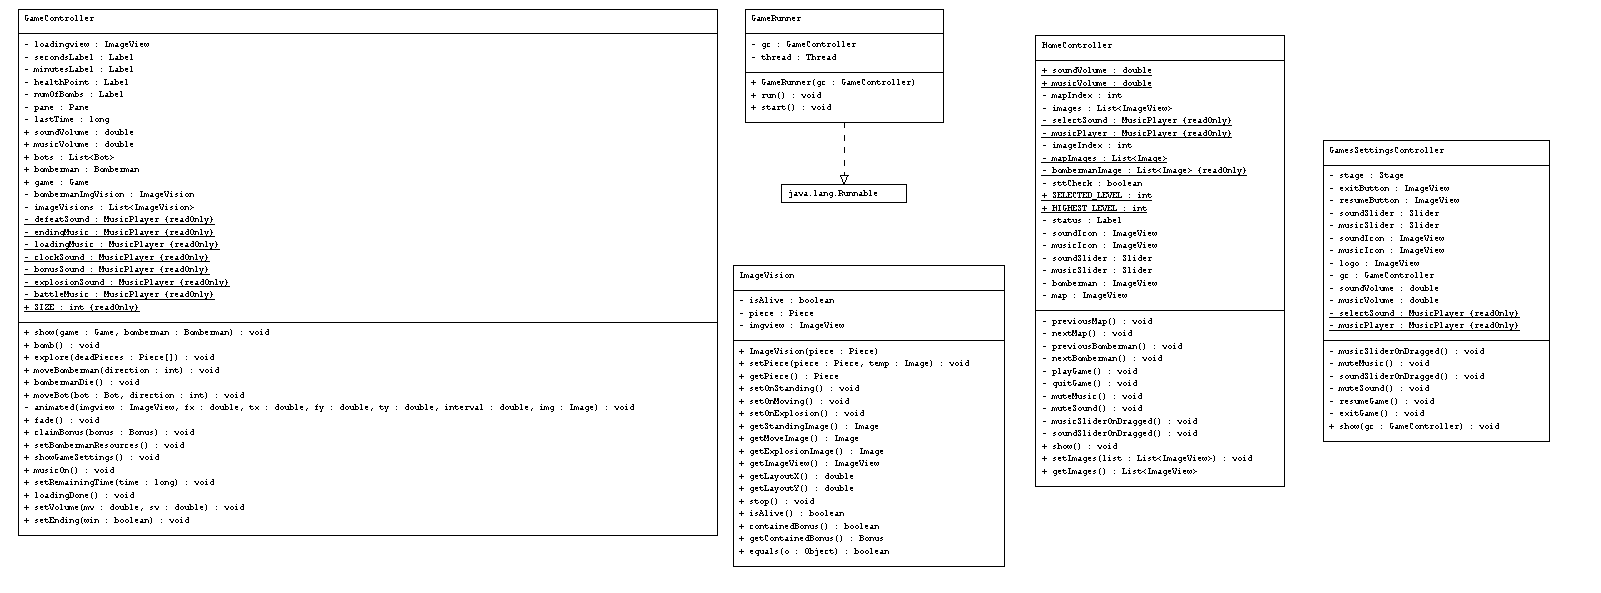 GameController
- loadingview : ImageView
- secondsLabel : Label
- minutesLabel : Label
- healthPoint : Label
- numOfBombs : Label
- pane : Pane
- lastTime : long
+ soundVolume : double
+ musicVolume : double
+ bots : List<Bot>
+ bomberman : Bomberman
+ game : Game
- bombermanImgVision : ImageVision
- imageVisions : List<ImageVision>
- defeatSound : MusicPlayer {readOnly}
- endingMusic : MusicPlayer {readOnly}
- loadingMusic : MusicPlayer {readOnly}
- clockSound : MusicPlayer {readOnly}
- bonusSound : MusicPlayer {readOnly}
- explosionSound : MusicPlayer {readOnly}
- battleMusic : MusicPlayer {readOnly}
+ SIZE : int {readOnly}
+ show(game : Game, bomberman : Bomberman) : void
+ bomb() : void
+ explore(deadPieces : Piece[]) : void
+ moveBomberman(direction : int) : void
+ bombermanDie() : void
+ moveBot(bot : Bot, direction : int) : void
- animated(imgview : ImageView, fx : double, tx : double, fy : double, ty : double, interval : double, img : Image) : void
+ fade() : void
+ claimBonus(bonus : Bonus) : void
+ setBombermanResources() : void
+ showGameSettings() : void
+ musicOn() : void
+ setRemainingTime(time : long) : void
+ loadingDone() : void
+ setVolume(mv : double, sv : double) : void
+ setEnding(win : boolean) : void
GameRunner
- gc : GameController
- thread : Thread
+ GameRunner(gc : GameController)
+ run() : void
+ start() : void
java.lang.Runnable
ImageVision
- isAlive : boolean
- piece : Piece
- imgview : ImageView
+ ImageVision(piece : Piece)
+ setPiece(piece : Piece, temp : Image) : void
+ getPiece() : Piece
+ setOnStanding() : void
+ setOnMoving() : void
+ setOnExplosion() : void
+ getStandingImage() : Image
+ getMoveImage() : Image
+ getExplosionImage() : Image
+ getImageView() : ImageView
+ getLayoutX() : double
+ getLayoutY() : double
+ stop() : void
+ isAlive() : boolean
+ containedBonus() : boolean
+ getContainedBonus() : Bonus
+ equals(o : Object) : boolean
HomeController
+ soundVolume : double
+ musicVolume : double
- mapIndex : int
- images : List<ImageView>
- selectSound : MusicPlayer {readOnly}
- musicPlayer : MusicPlayer {readOnly}
- imageIndex : int
- mapImages : List<Image>
- bombermanImage : List<Image> {readOnly}
- sttCheck : boolean
+ SELECTED_LEVEL : int
+ HIGHEST_LEVEL : int
- status : Label
- soundIcon : ImageView
- musicIcon : ImageView
- soundSlider : Slider
- musicSlider : Slider
- bomberman : ImageView
- map : ImageView
- previousMap() : void
- nextMap() : void
- previousBomberman() : void
- nextBomberman() : void
- playGame() : void
- quitGame() : void
- muteMusic() : void
- muteSound() : void
- musicSliderOnDragged() : void
- soundSliderOnDragged() : void
+ show() : void
+ setImages(list : List<ImageView>) : void
+ getImages() : List<ImageView>
GamesSettingsController
- stage : Stage
- exitButton : ImageView
- resumeButton : ImageView
- soundSlider : Slider
- musicSlider : Slider
- soundIcon : ImageView
- musicIcon : ImageView
- logo : ImageView
- gc : GameController
- soundVolume : double
- musicVolume : double
- selectSound : MusicPlayer {readOnly}
- musicPlayer : MusicPlayer {readOnly}
- musicSliderOnDragged() : void
- muteMusic() : void
- soundSliderOnDragged() : void
- muteSound() : void
- resumeGame() : void
- exitGame() : void
+ show(gc : GameController) : void